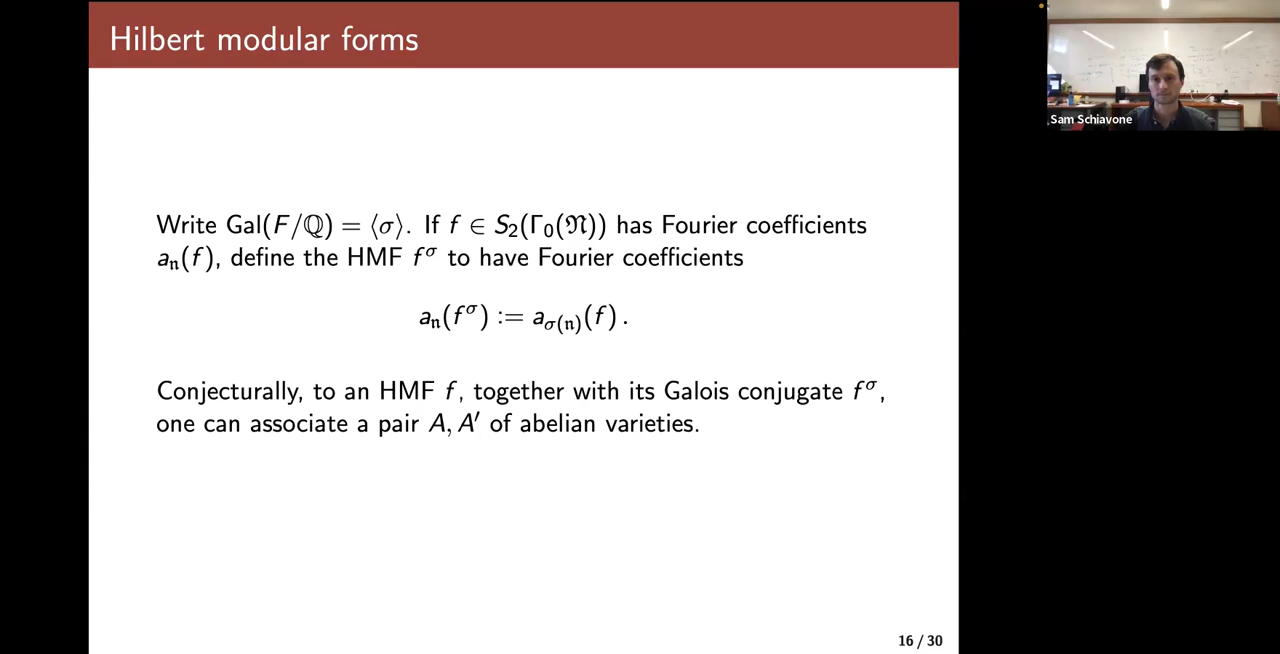 Hilbert modular forms
Sam Schiavone
Write Gal(F/ℚ) = ⟨σ⟩. If f ∈ S₂(Γ₀(𝔑)) has Fourier coefficients
a_𝔫(f), define the HMF f^σ to have Fourier coefficients
a_𝔫(f^σ) := a_{σ(𝔫)}(f).
Conjecturally, to an HMF f, together with its Galois conjugate f^σ,
one can associate a pair A, A′ of abelian varieties.
16 / 30